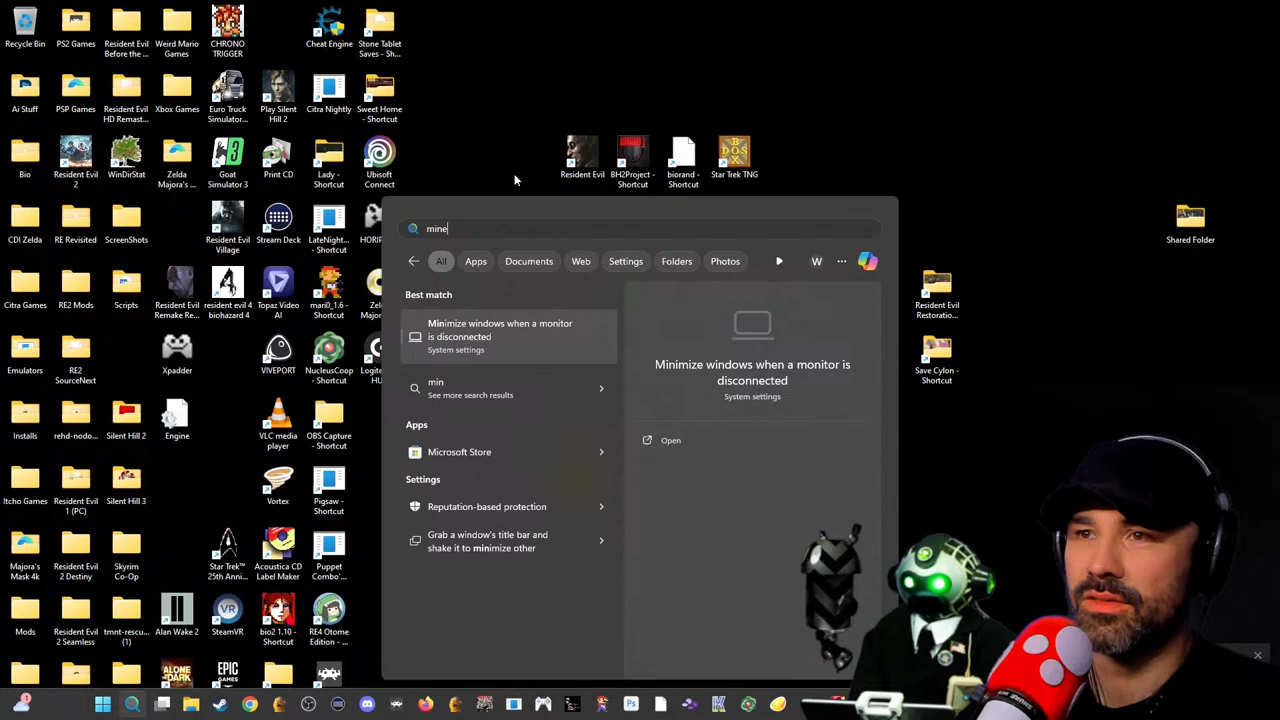 Recycle Bin
PS2 Games
Resident Evil
Before the ...
Weird Mario
Games
CHRONO
TRIGGER
Cheat Engine
Stone Tablet
Saves - Sh...
Ai Stuff
PSP Games
Resident Evil
HD Remast...
Xbox Games
Euro Truck
Simulator...
Play Silent
Hill 2
Citra Nightly
Sweet Home
- Shortcut
Bio
Resident Evil
2
WinDirStat
Zelda
Majora's ...
Goat
Simulator 3
Print CD
Lady -
Shortcut
Ubisoft
Connect
Resident Evil
BH2Project -
Shortcut
biorand -
Shortcut
Star Trek TNG
CDI Zelda
RE Revisited
ScreenShots
Resident Evil
Village
Stream Deck
LateNight...
- Shortcut
Shared Folder
mine
All
Apps
Documents
Web
Settings
Folders
Photos
W
Citra Games
RE2 Mods
Scripts
Resident Evil
Remake Re...
resident evil 4
biohazard 4
Topaz Video
AI
mari0_1.6 -
Shortcut
Resident Evil
Restoratio...
Best match
Minimize windows when a monitor
is disconnected
System settings
Minimize windows when a monitor is
disconnected
System settings
Open
min
See more search results
Apps
Microsoft Store
Settings
Reputation-based protection
Grab a window's title bar and
shake it to minimize other
Emulators
RE2
SourceNext
Xpadder
VIVEPORT
NucleusCoop
- Shortcut
Save Cylon -
Shortcut
Installs
rehd-nodo...
Silent Hill 2
Engine
VLC media
player
OBS Capture
- Shortcut
Itcho Games
Resident Evil
1 (PC)
Silent Hill 3
Vortex
Pigsaw -
Shortcut
Majora's
Mask 4k
Resident Evil
2 Destiny
Skyrim
Co-Op
Star Trek™
25th Anni...
Acoustica CD
Label Maker
Puppet
Combo'...
Mods
Resident Evil
2 Seamless
tmnt-rescu...
(1)
Alan Wake 2
SteamVR
bio2 1.10 -
Shortcut
RE4 Otome
Edition - ...
ALONE
DARK
EPIC
GAMES